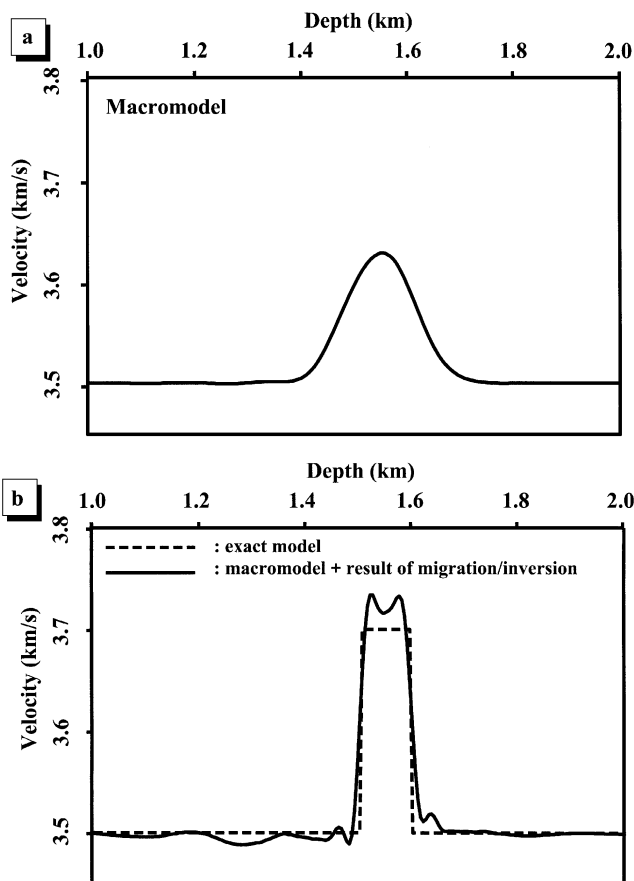 a
Depth (km)
1.0 1.2 1.4 1.6 1.8 2.0
3.8
3.7
3.6
3.5
Velocity (km/s)
Macromodel
b
Depth (km)
1.0 1.2 1.4 1.6 1.8 2.0
3.8
3.7
3.6
3.5
Velocity (km/s)
: exact model
: macromodel + result of migration/inversion